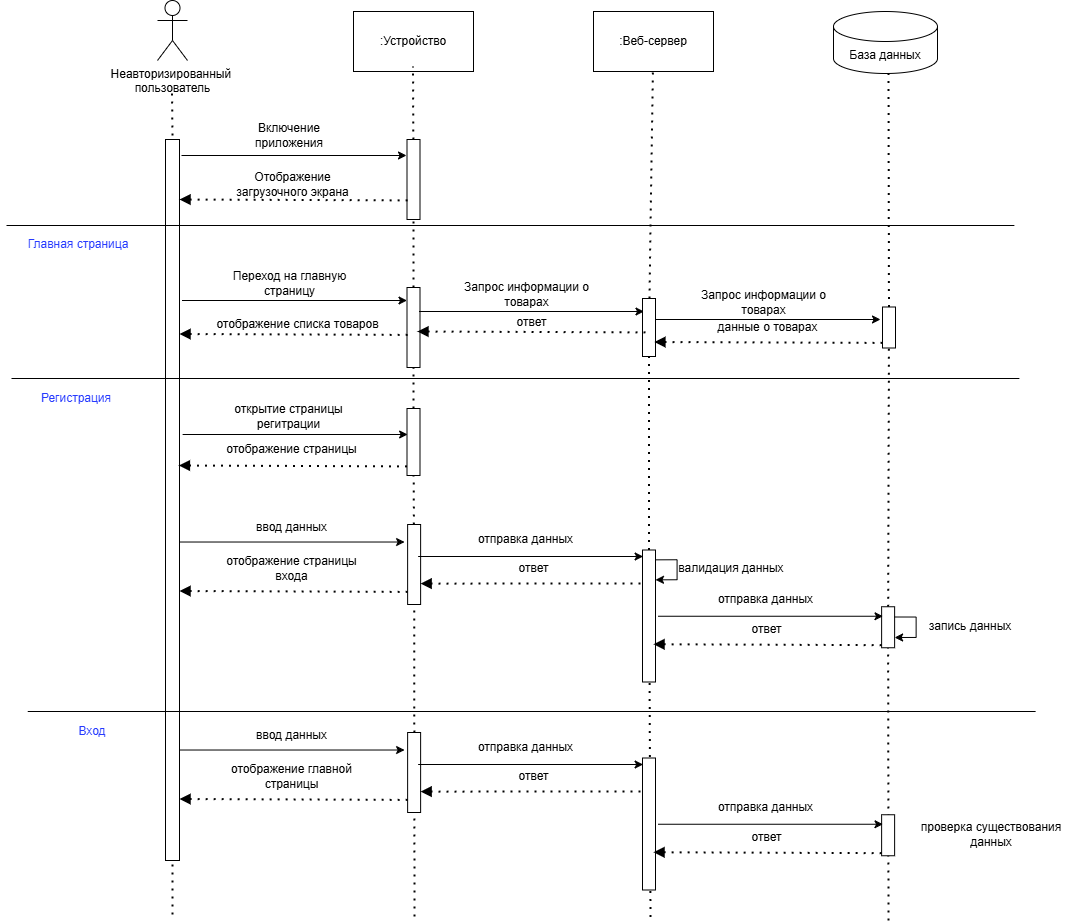 :Устройство
:Веб-сервер
База данных
Неавторизированный
пользователь
Включение
приложения
Отображение
загрузочного экрана
Главная страница
Переход на главную
страницу
Запрос информации о
товарах
Запрос информации о
товарах
отображение списка товаров
ответ
данные о товарах
Регистрация
открытие страницы
регитрации
отображение страницы
ввод данных
отправка данных
отображение страницы
входа
ответ
валидация данных
отправка данных
ответ
запись данных
Вход
ввод данных
отправка данных
отображение главной
страницы
ответ
отправка данных
ответ
проверка существования
данных